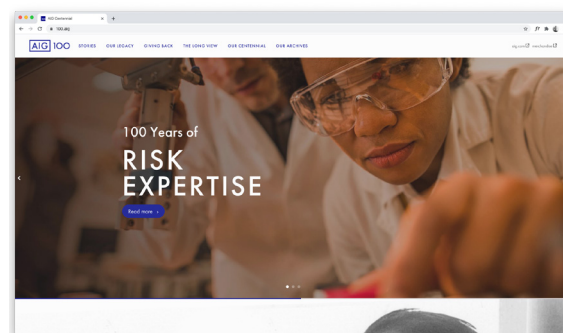 AIG Centennial
100.aig
AIG 100 STORIES OUR LEGACY GIVING BACK THE LONG VIEW OUR CENTENNIAL OUR ARCHIVES aig.com merchandise
100 Years of
RISK
EXPERTISE
Read more